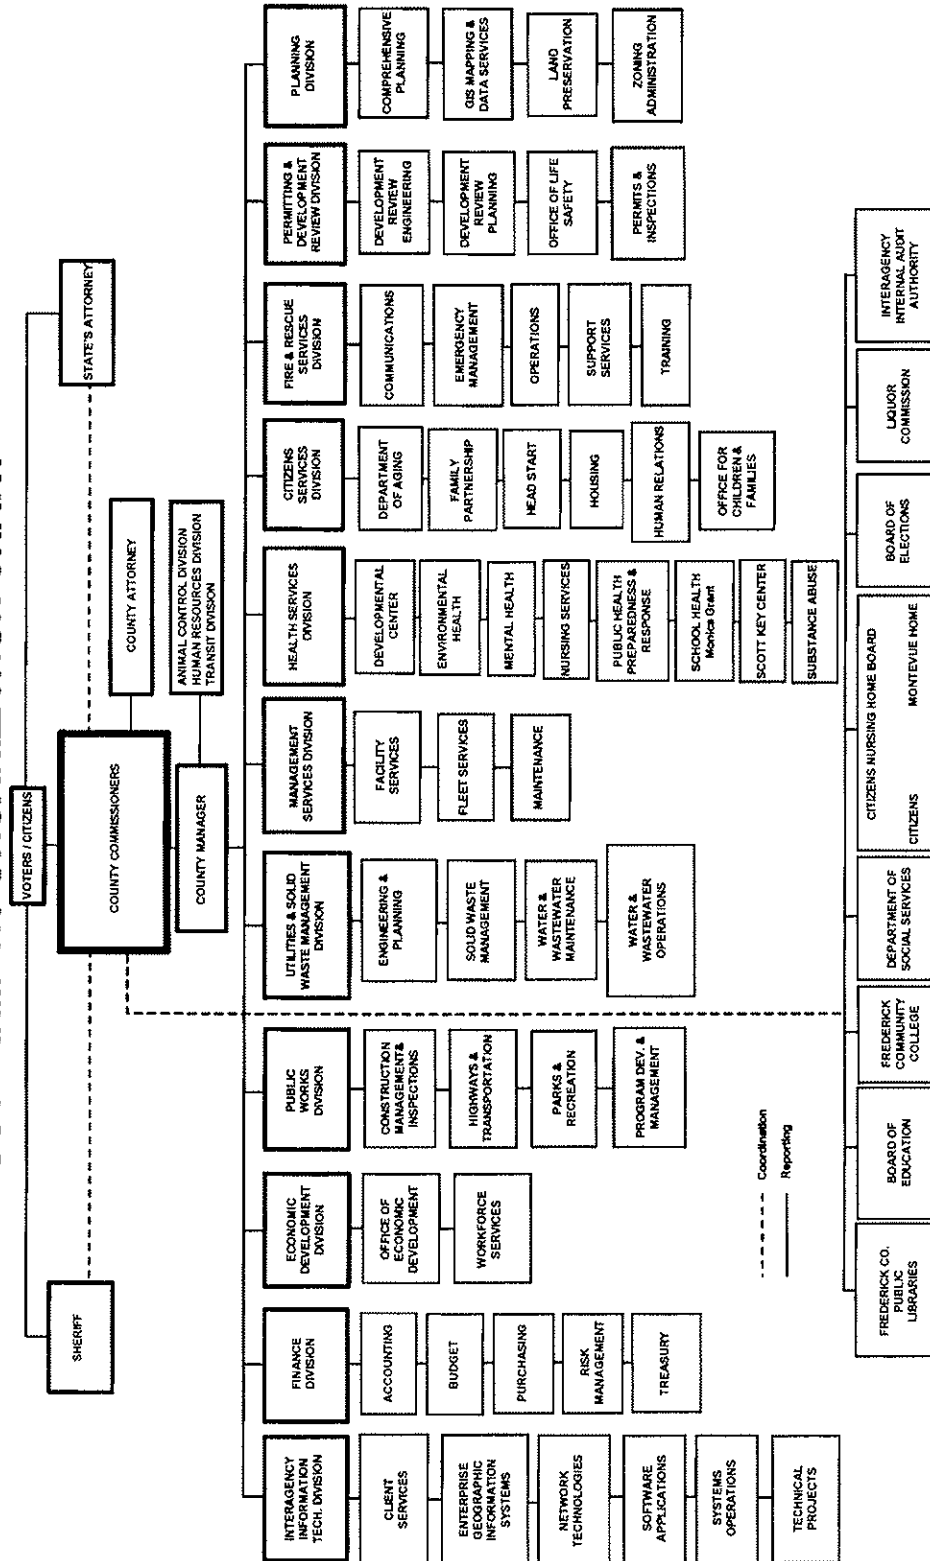 VOTERS / CITIZENS
SHERIFF
COUNTY COMMISSIONERS
STATE'S ATTORNEY
COUNTY ATTORNEY
COUNTY MANAGER
ANIMAL CONTROL DIVISION
HUMAN RESOURCES DIVISION
TRANSIT DIVISION
INTERAGENCY
INFORMATION
TECH. DIVISION
CLIENT
SERVICES
ENTERPRISE
GEOGRAPHIC
INFORMATION
SYSTEMS
NETWORK
TECHNOLOGIES
SOFTWARE
APPLICATIONS
SYSTEMS
OPERATIONS
TECHNICAL
PROJECTS
FINANCE
DIVISION
ACCOUNTING
BUDGET
PURCHASING
RISK
MANAGEMENT
TREASURY
ECONOMIC
DEVELOPMENT
DIVISION
OFFICE OF
ECONOMIC
DEVELOPMENT
WORKFORCE
SERVICES
PUBLIC
WORKS
DIVISION
CONSTRUCTION
MANAGEMENT &
INSPECTIONS
HIGHWAYS &
TRANSPORTATION
PARKS &
RECREATION
PROGRAM DEV. &
MANAGEMENT
UTILITIES & SOLID
WASTE MANAGEMENT
DIVISION
ENGINEERING &
PLANNING
SOLID WASTE
MANAGEMENT
WATER &
WASTEWATER
MAINTENANCE
WATER &
WASTEWATER
OPERATIONS
MANAGEMENT
SERVICES DIVISION
FACILITY
SERVICES
FLEET SERVICES
MAINTENANCE
HEALTH SERVICES
DIVISION
DEVELOPMENTAL
CENTER
ENVIRONMENTAL
HEALTH
MENTAL HEALTH
NURSING SERVICES
PUBLIC HEALTH
PREPAREDNESS &
RESPONSE
SCHOOL HEALTH
Monica Grant
SCOTT KEY CENTER
SUBSTANCE ABUSE
CITIZENS
SERVICES
DIVISION
DEPARTMENT
OF AGING
FAMILY
PARTNERSHIP
HEAD START
HOUSING
HUMAN RELATIONS
OFFICE FOR
CHILDREN &
FAMILIES
FIRE & RESCUE
SERVICES
DIVISION
COMMUNICATIONS
EMERGENCY
MANAGEMENT
OPERATIONS
SUPPORT
SERVICES
TRAINING
PERMITTING &
DEVELOPMENT
REVIEW DIVISION
DEVELOPMENT
REVIEW
ENGINEERING
DEVELOPMENT
REVIEW
PLANNING
OFFICE OF LIFE
SAFETY
PERMITS &
INSPECTIONS
PLANNING
DIVISION
COMPREHENSIVE
PLANNING
GIS MAPPING &
DATA SERVICES
LAND
PRESERVATION
ZONING
ADMINISTRATION
Coordination
Reporting
FREDERICK CO.
PUBLIC
LIBRARIES
BOARD OF
EDUCATION
FREDERICK
COMMUNITY
COLLEGE
DEPARTMENT OF
SOCIAL SERVICES
CITIZENS NURSING HOME BOARD
CITIZENS MONTEVUE HOME
BOARD OF
ELECTIONS
LIQUOR
COMMISSION
INTERAGENCY
INTERNAL AUDIT
AUTHORITY